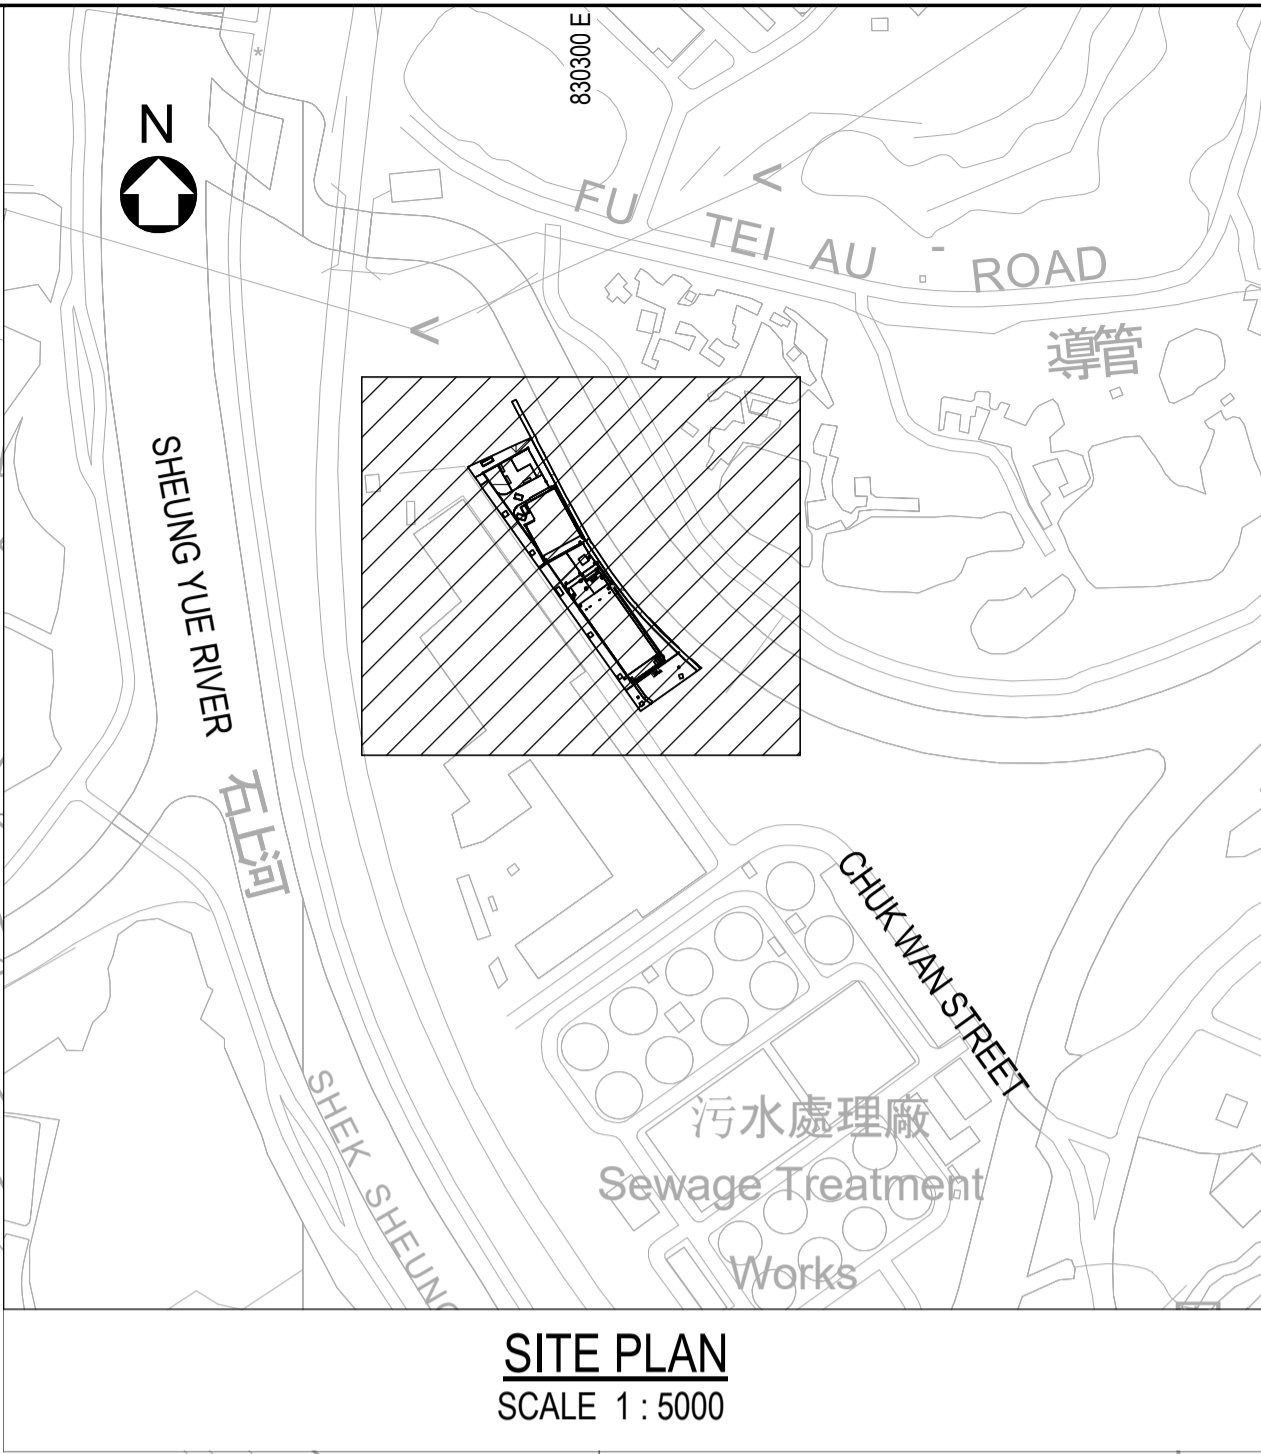 830300 E
N
FU TEI AU ROAD
導管
SHEUNG YUE RIVER
石上河
CHUK WAN STREET
SHEK SHEUNG
污水處理廠
Sewage Treatment
Works
SITE PLAN
SCALE 1 : 5000